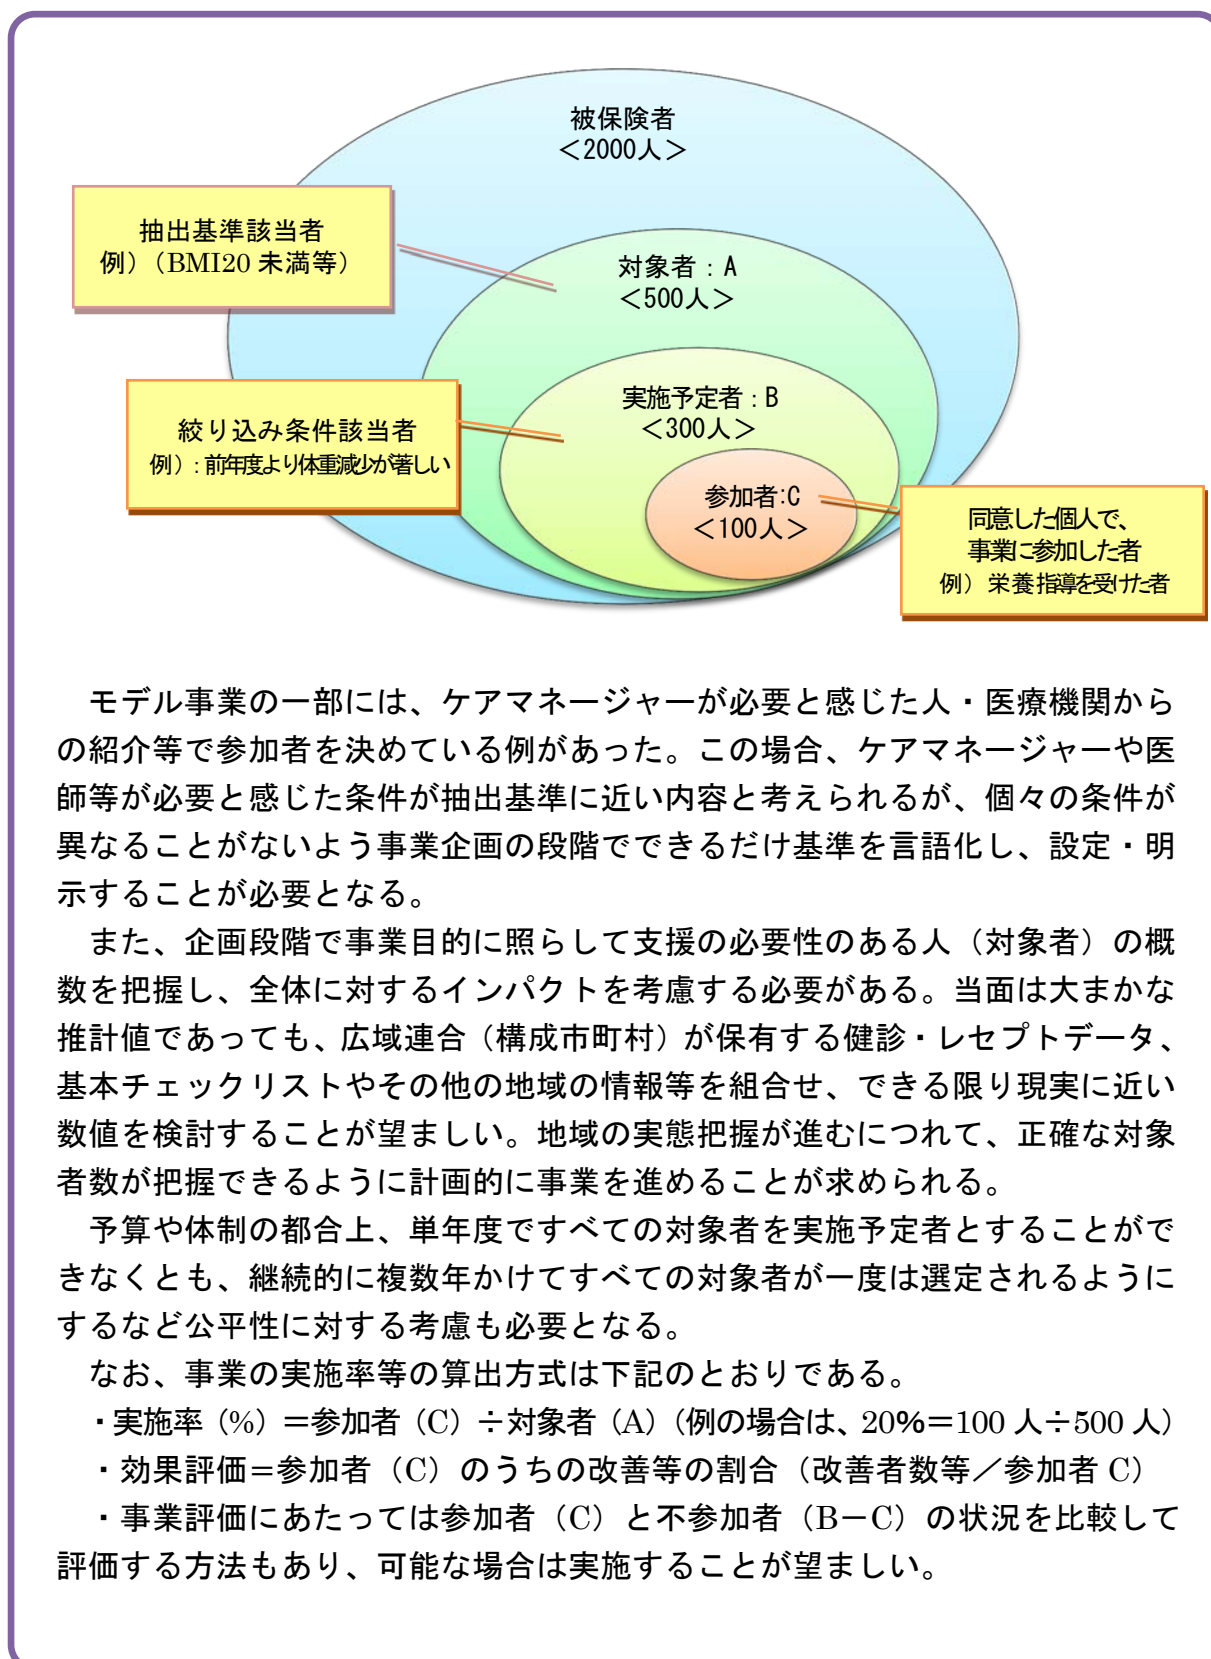 被保険者
＜2000人＞
抽出基準該当者
例）（BMI20 未満等）
対象者：A
＜500人＞
実施予定者：B
＜300人＞
絞り込み条件該当者
例）：前年度より体重減少が著しい
参加者:C
＜100人＞
同意した個人で、
事業に参加した者
例） 栄養指導を受けた者
モデル事業の一部には、ケアマネージャーが必要と感じた人・医療機関から
の紹介等で参加者を決めている例があった。この場合、ケアマネージャーや医
師等が必要と感じた条件が抽出基準に近い内容と考えられるが、個々の条件が
異なることがないよう事業企画の段階でできるだけ基準を言語化し、設定・明
示することが必要となる。
また、企画段階で事業目的に照らして支援の必要性のある人（対象者）の概
数を把握し、全体に対するインパクトを考慮する必要がある。当面は大まかな
推計値であっても、広域連合（構成市町村）が保有する健診・レセプトデータ、
基本チェックリストやその他の地域の情報等を組合せ、できる限り現実に近い
数値を検討することが望ましい。地域の実態把握が進むにつれて、正確な対象
者数が把握できるように計画的に事業を進めることが求められる。
予算や体制の都合上、単年度ですべての対象者を実施予定者とすることがで
きなくとも、継続的に複数年かけてすべての対象者が一度は選定されるように
するなど公平性に対する考慮も必要となる。
なお、事業の実施率等の算出方式は下記のとおりである。
・実施率（%）＝参加者（C）÷対象者（A）（例の場合は、20%＝100 人÷500 人）
・効果評価=参加者（C）のうちの改善等の割合（改善者数等／参加者 C）
・事業評価にあたっては参加者（C）と不参加者（B－C）の状況を比較して
評価する方法もあり、可能な場合は実施することが望ましい。